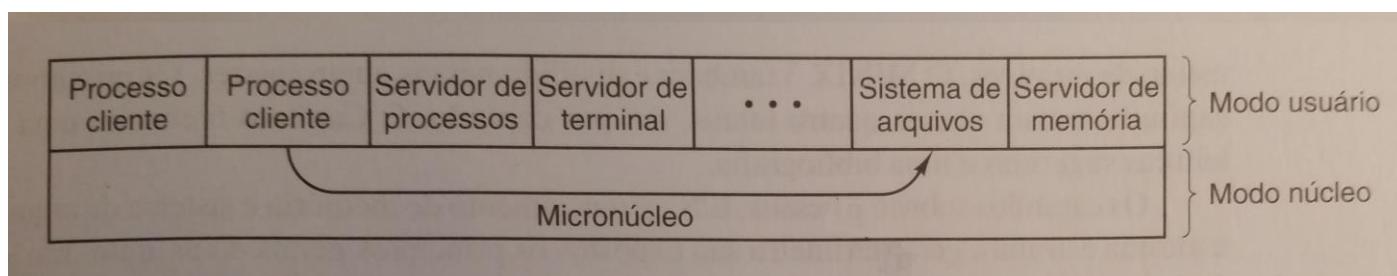 Processo
cliente
Processo
cliente
Servidor de
processos
Servidor de
terminal
• • •
Sistema de
arquivos
Servidor de
memória
Modo usuário
Micronúcleo
Modo núcleo